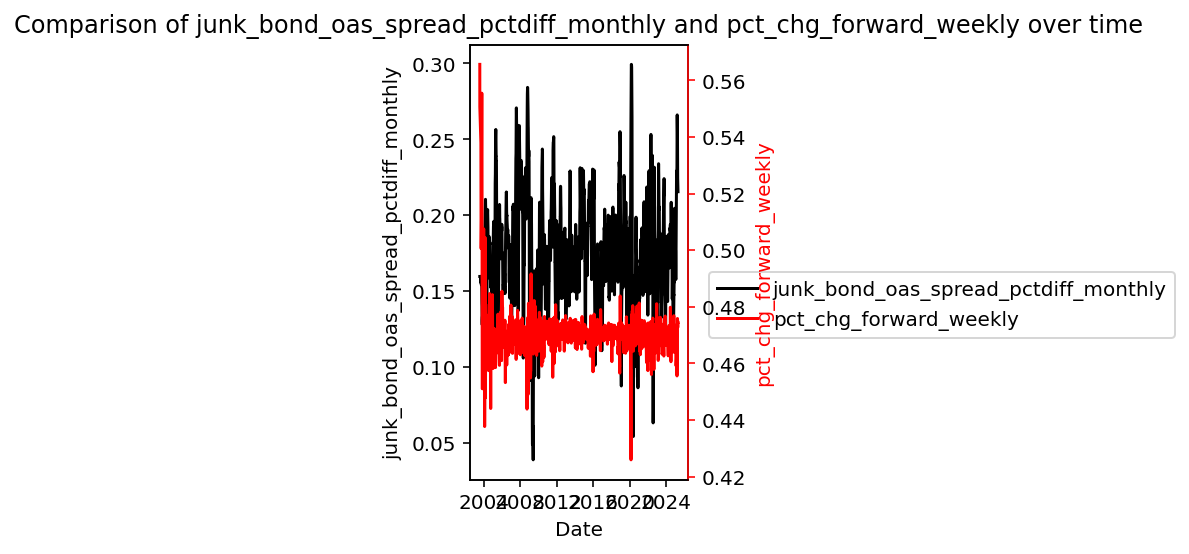 Comparison of junk_bond_oas_spread_pctdiff_monthly and pct_chg_forward_weekly over time
junk_bond_oas_spread_pctdiff_monthly
0.30
0.25
0.20
0.15
0.10
0.05
0.56
0.54
0.52
0.50
0.48
0.46
0.44
0.42
pct_chg_forward_weekly
junk_bond_oas_spread_pctdiff_monthly
pct_chg_forward_weekly
2004 2008 2012 2016 2020 2024
Date